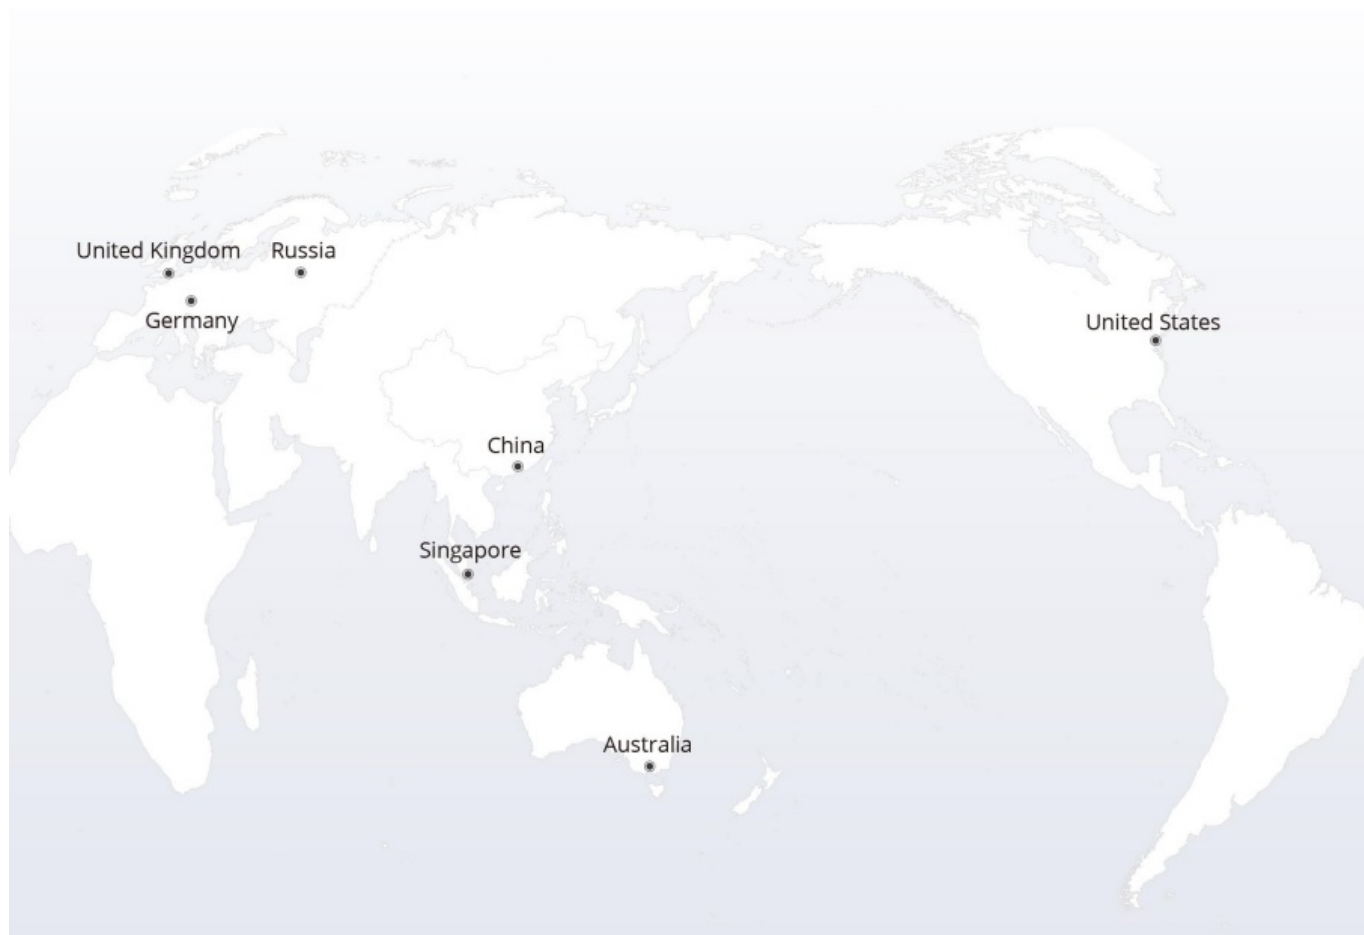 United Kingdom
Russia
Germany
United States
China
Singapore
Australia